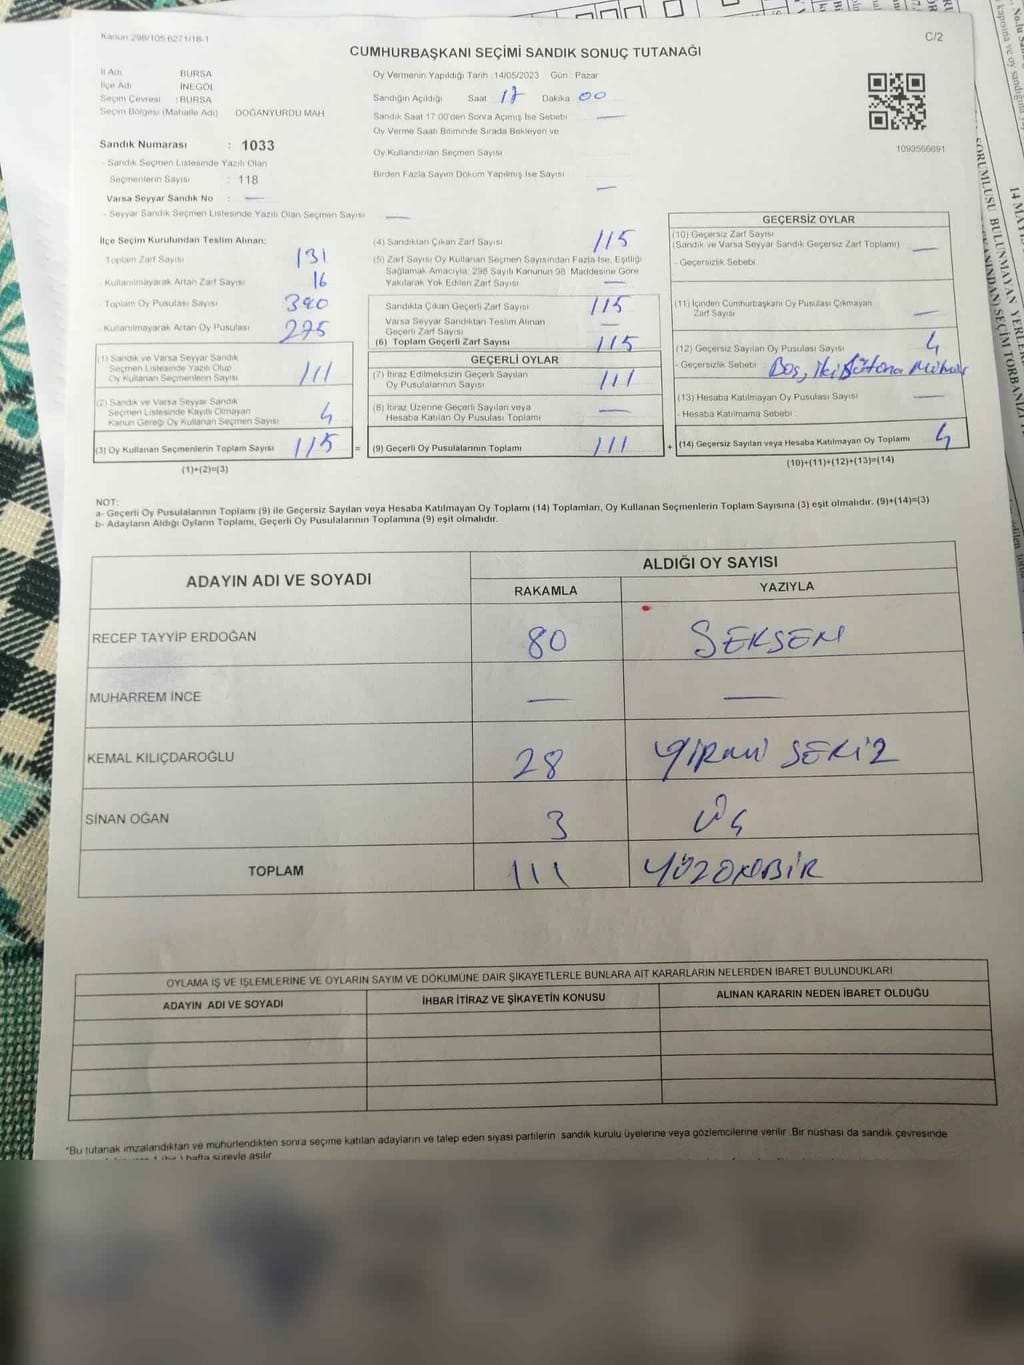 Kanun 298/105 6271/18-1
C/2
CUMHURBAŞKANI SEÇİMİ SANDIK SONUÇ TUTANAĞI
İl Adı BURSA
İlçe Adı İNEGÖL
Seçim Çevresi : BURSA
Seçim Bölgesi (Mahalle Adı) DOĞANYURDU MAH
Sandık Numarası : 1033
- Sandık Seçmen Listesinde Yazılı Olan
Seçmenlerin Sayısı : 118
Varsa Seyyar Sandık No : —
- Seyyar Sandık Seçmen Listesinde Yazılı Olan Seçmen Sayısı —
Oy Vermenin Yapıldığı Tarih : 14/05/2023 Gün : Pazar
Sandığın Açıldığı Saat 17 Dakika 00
Sandık Saat 17:00'den Sonra Açımış İse Sebebi —
Oy Verme Saati Bitiminde Sırada Bekleyen ve
Oy Kullandırılan Seçmen Sayısı
Birden Fazla Sayım Döküm Yapılmış İse Sayısı —
1093566691
İlçe Seçim Kurulundan Teslim Alınan:
Toplam Zarf Sayısı 131
- Kullanılmayarak Artan Zarf Sayısı 16
- Toplam Oy Pusulası Sayısı 390
- Kullanılmayarak Artan Oy Pusulası 275
(1) Sandık ve Varsa Seyyar Sandık
Seçmen Listesinde Yazılı Olup
Oy Kullanan Seçmenlerin Sayısı 111
(2) Sandık ve Varsa Seyyar Sandık
Seçmen Listesinde Kayıtlı Olmayan
Kanun Gereği Oy Kullanan Seçmen Sayısı 4
(3) Oy Kullanan Seçmenlerin Toplam Sayısı 115 =
(1)+(2)=(3)
(4) Sandıktan Çıkan Zarf Sayısı 115
(5) Zarf Sayısı Oy Kullanan Seçmen Sayısından Fazla İse, Eşitliği
Sağlamak Amacıyla, 298 Sayılı Kanunun 98. Maddesine Göre
Yakılarak Yok Edilen Zarf Sayısı —
Sandıkta Çıkan Geçerli Zarf Sayısı 115
Varsa Seyyar Sandıktan Teslim Alınan
Geçerli Zarf Sayısı —
(6) Toplam Geçerli Zarf Sayısı 115
GEÇERLİ OYLAR
(7) İtiraz Edilmeksizin Geçerli Sayılan
Oy Pusulalarının Sayısı 111
(8) İtiraz Üzerine Geçerli Sayılan veya
Hesaba Katılan Oy Pusulası Toplamı —
(9) Geçerli Oy Pusulalarının Toplamı 111 +
GEÇERSİZ OYLAR
(10) Geçersiz Zarf Sayısı
(Sandık ve Varsa Seyyar Sandık Geçersiz Zarf Toplamı) —
- Geçersizlik Sebebi
(11) İçinden Cumhurbaşkanı Oy Pusulası Çıkmayan
Zarf Sayısı —
(12) Geçersiz Sayılan Oy Pusulası Sayısı 4
- Geçersizlik Sebebi Boş, İki Sütuna Mühür
(13) Hesaba Katılmayan Oy Pusulası Sayısı —
- Hesaba Katılmama Sebebi
(14) Geçersiz Sayılan veya Hesaba Katılmayan Oy Toplamı 4
(10)+(11)+(12)+(13)=(14)
NOT:
a- Geçerli Oy Pusulalarının Toplamı (9) ile Geçersiz Sayılan veya Hesaba Katılmayan Oy Toplamı (14) Toplamları, Oy Kullanan Seçmenlerin Toplam Sayısına (3) eşit olmalıdır. (9)+(14)=(3)
b- Adayların Aldığı Oyların Toplamı, Geçerli Oy Pusulalarının Toplamına (9) eşit olmalıdır.
ADAYIN ADI VE SOYADI
ALDIĞI OY SAYISI
RAKAMLA YAZIYLA
RECEP TAYYİP ERDOĞAN 80 SEKSEN
MUHARREM İNCE — —
KEMAL KILIÇDAROĞLU 28 YİRMİ SEKİZ
SİNAN OĞAN 3 ÜÇ
TOPLAM 111 YÜZONBİR
OYLAMA İŞ VE İŞLEMLERİNE VE OYLARIN SAYIM VE DÖKÜMÜNE DAİR ŞİKAYETLERLE BUNLARA AİT KARARLARIN NELERDEN İBARET BULUNDUKLARI
ADAYIN ADI VE SOYADI İHBAR İTİRAZ VE ŞİKAYETİN KONUSU ALINAN KARARIN NEDEN İBARET OLDUĞU
*Bu tutanak imzalandıktan ve mühürlendikten sonra seçime katılan adayların ve talep eden siyasi partilerin sandık kurulu üyelerine veya gözlemcilerine verilir. Bir nüshası da sandık çevresinde
hafta süreyle asılır